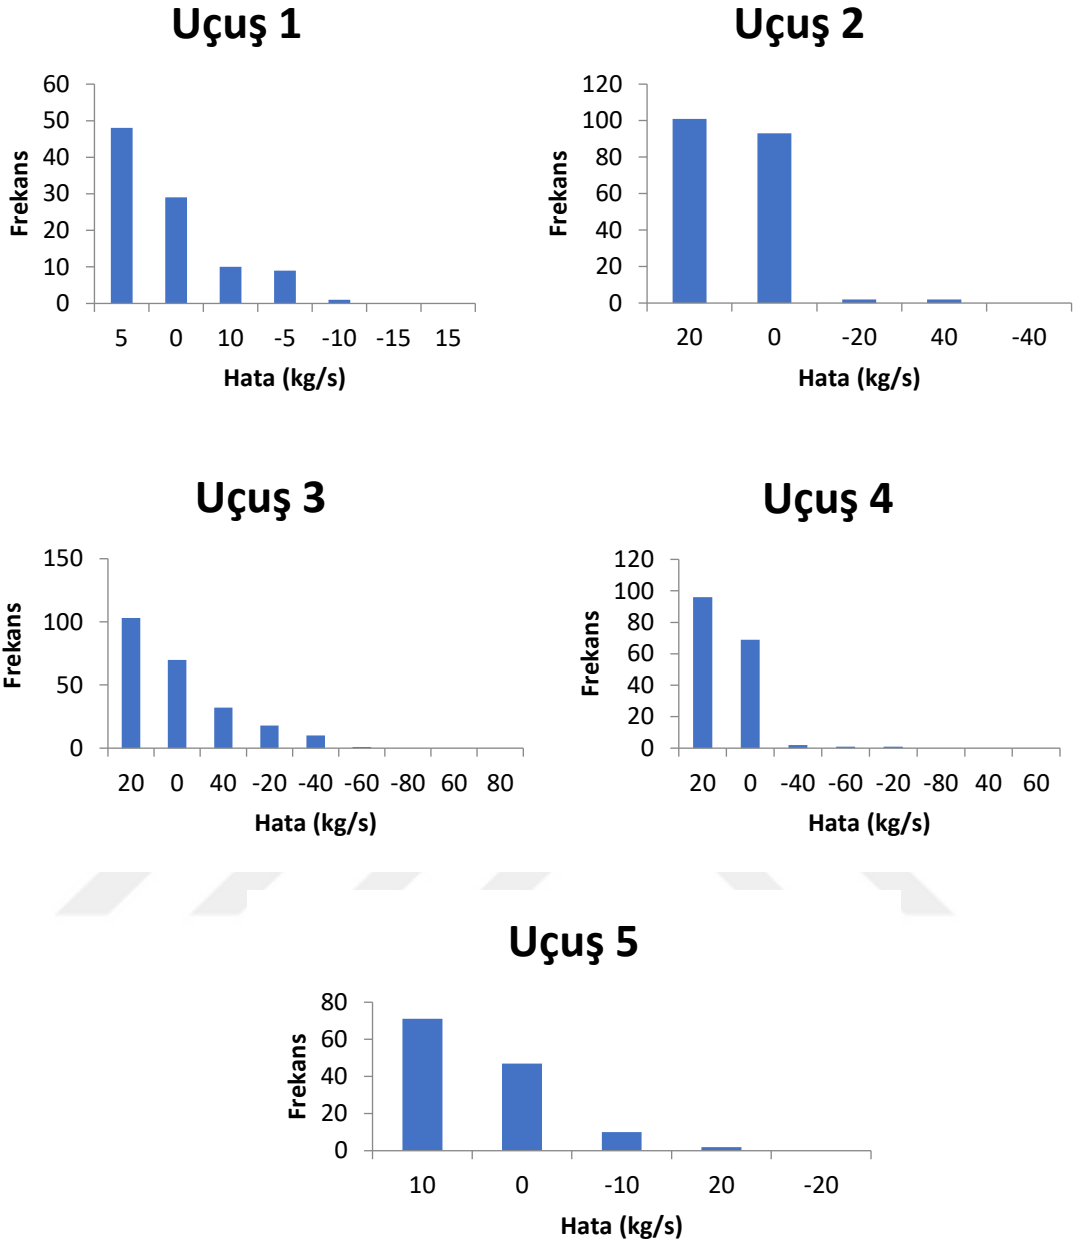 Uçuş 1
60
50
40
30
20
10
0
Frekans
5 0 10 -5 -10 -15 15
Hata (kg/s)
Uçuş 2
120
100
80
60
40
20
0
Frekans
20 0 -20 40 -40
Hata (kg/s)
Uçuş 3
150
100
50
0
Frekans
20 0 40 -20 -40 -60 -80 60 80
Hata (kg/s)
Uçuş 4
120
100
80
60
40
20
0
Frekans
20 0 -40 -60 -20 -80 40 60
Hata (kg/s)
Uçuş 5
80
60
40
20
0
Frekans
10 0 -10 20 -20
Hata (kg/s)